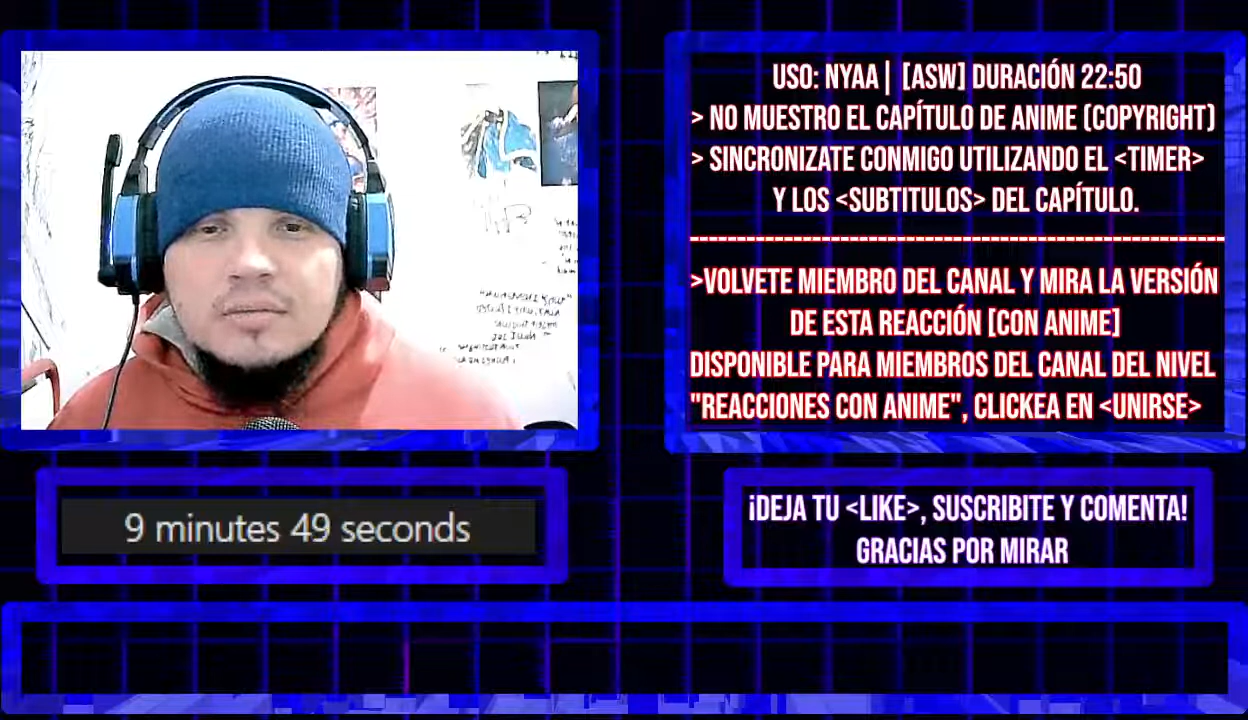 USO: NYAA| [ASW] DURACIÓN 22:50
> NO MUESTRO EL CAPÍTULO DE ANIME (COPYRIGHT)
> SINCRONIZATE CONMIGO UTILIZANDO EL <TIMER>
Y LOS <SUBTITULOS> DEL CAPÍTULO.
>VOLVETE MIEMBRO DEL CANAL Y MIRA LA VERSIÓN
DE ESTA REACCIÓN [CON ANIME]
DISPONIBLE PARA MIEMBROS DEL CANAL DEL NIVEL
"REACCIONES CON ANIME", CLICKEA EN <UNIRSE>
9 minutes 49 seconds
¡DEJA TU <LIKE>, SUSCRIBITE Y COMENTA!
GRACIAS POR MIRAR